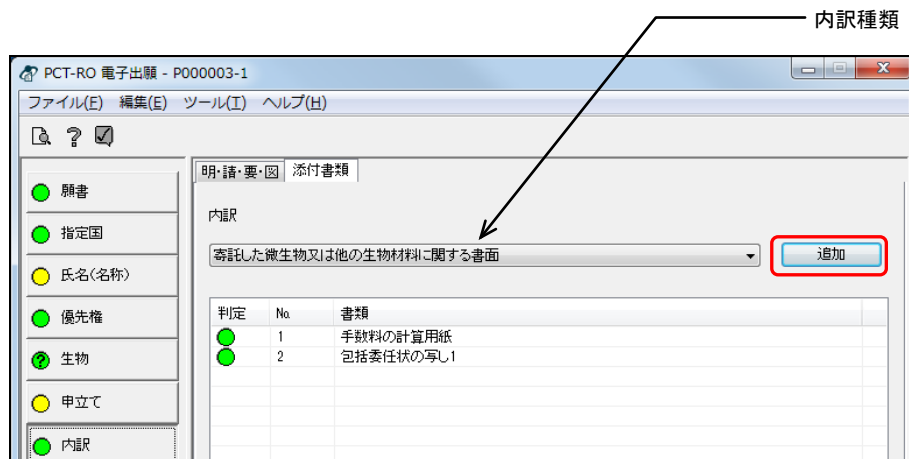 内訳種類
PCT-RO 電子出願 - P000003-1
ファイル(F) 編集(E) ツール(T) ヘルプ(H)
明・請・要・図 添付書類
願書
内訳
指定国
寄託した微生物又は他の生物材料に関する書面 追加
氏名(名称)
判定 No. 書類
優先権
1 手数料の計算用紙
2 包括委任状の写し1
生物
申立て
内訳